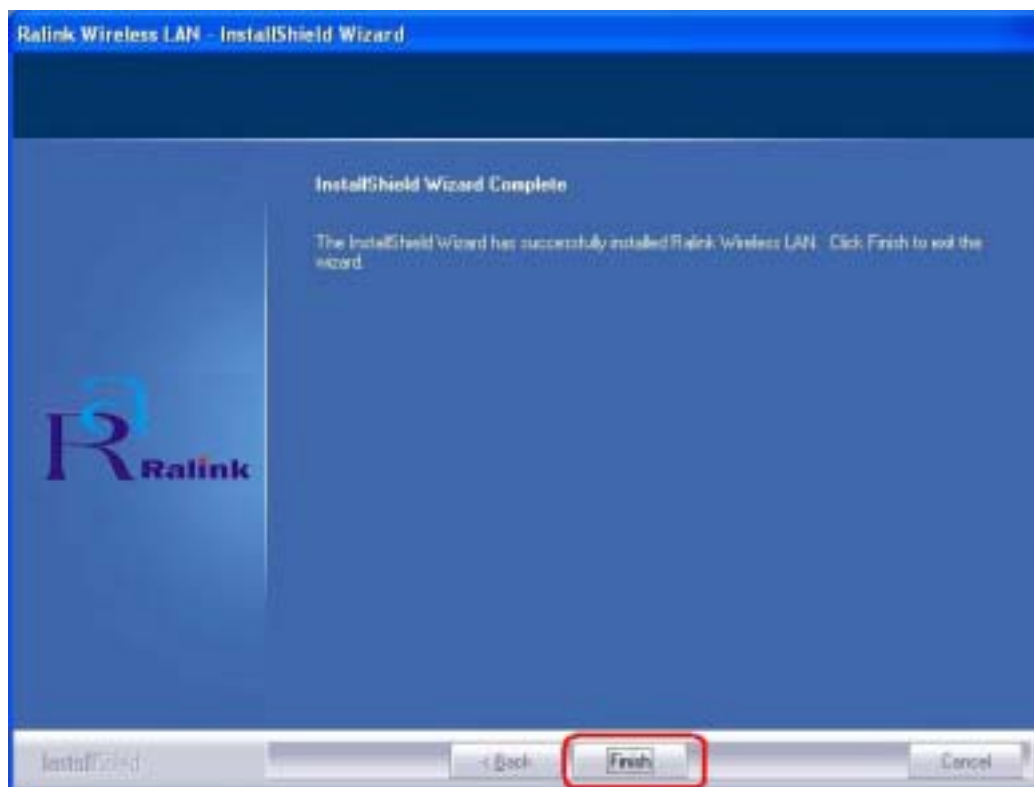 Ralink Wireless LAN - InstallShield Wizard
InstallShield Wizard Complete
The InstallShield Wizard has successfully installed Ralink Wireless LAN. Click Finish to exit the
wizard.
Ralink
InstallShield
< Back
Finish
Cancel